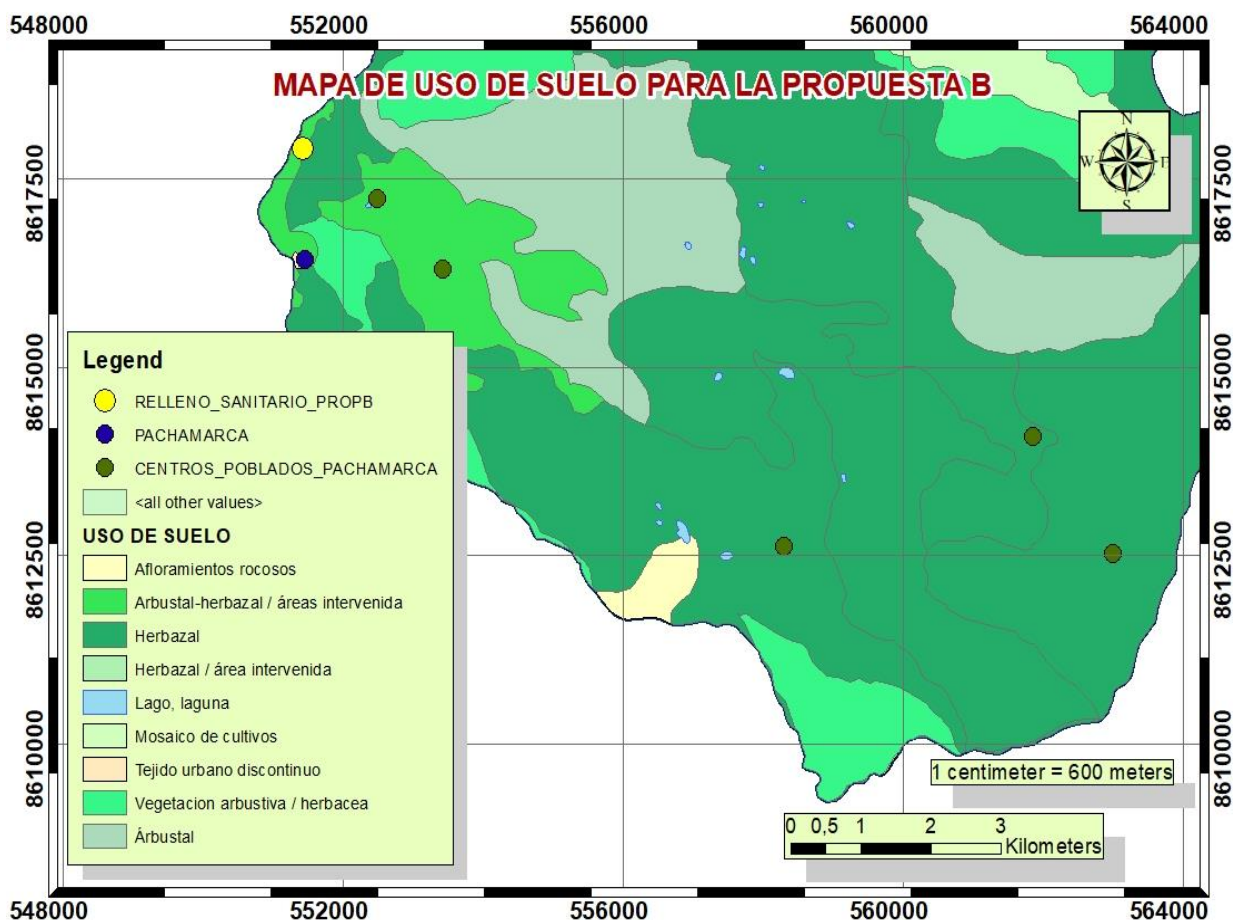 548000 552000 556000 560000 564000
MAPA DE USO DE SUELO PARA LA PROPUESTA B
N
W E
S
8617500 8617500
8615000 8615000
8612500 8612500
8610000 8610000
Legend
RELLENO_SANITARIO_PROPB
PACHAMARCA
CENTROS_POBLADOS_PACHAMARCA
<all other values>
USO DE SUELO
Afloramientos rocosos
Arbustal-herbazal / áreas intervenida
Herbazal
Herbazal / área intervenida
Lago, laguna
Mosaico de cultivos
Tejido urbano discontinuo
Vegetacion arbustiva / herbacea
Árbustal
1 centimeter = 600 meters
0 0,5 1 2 3
Kilometers
548000 552000 556000 560000 564000